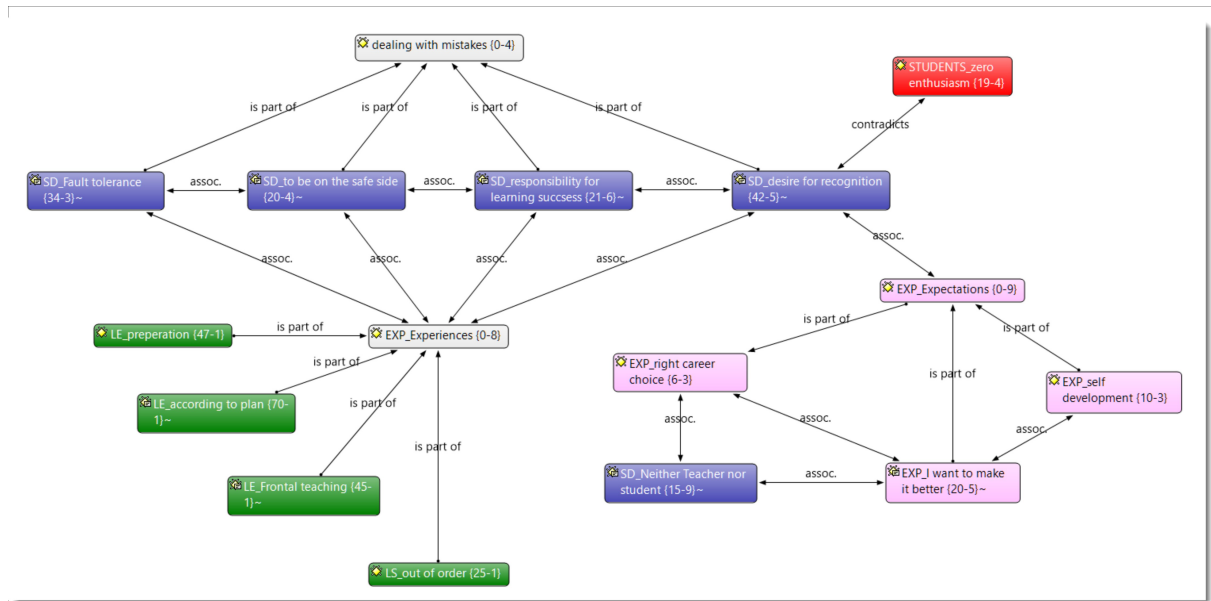 dealing with mistakes {0-4}
STUDENTS_zero
enthusiasm {19-4}
is part of
is part of
is part of
is part of
contradicts
SD_Fault tolerance
{34-3}~
assoc.
SD_to be on the safe side
{20-4}~
assoc.
SD_responsibility for
learning succsess {21-6}~
assoc.
SD_desire for recognition
{42-5}~
assoc.
assoc.
assoc.
assoc.
assoc.
EXP_Expectations {0-9}
LE_preperation {47-1}
is part of
EXP_Experiences {0-8}
is part of
is part of
is part of
EXP_right career
choice {6-3}
is part of
EXP_self
development {10-3}
LE_according to plan {70-
1}~
is part of
assoc.
assoc.
assoc.
is part of
LE_Frontal teaching {45-
1}~
SD_Neither Teacher nor
student {15-9}~
assoc.
EXP_I want to make
it better {20-5}~
LS_out of order {25-1}